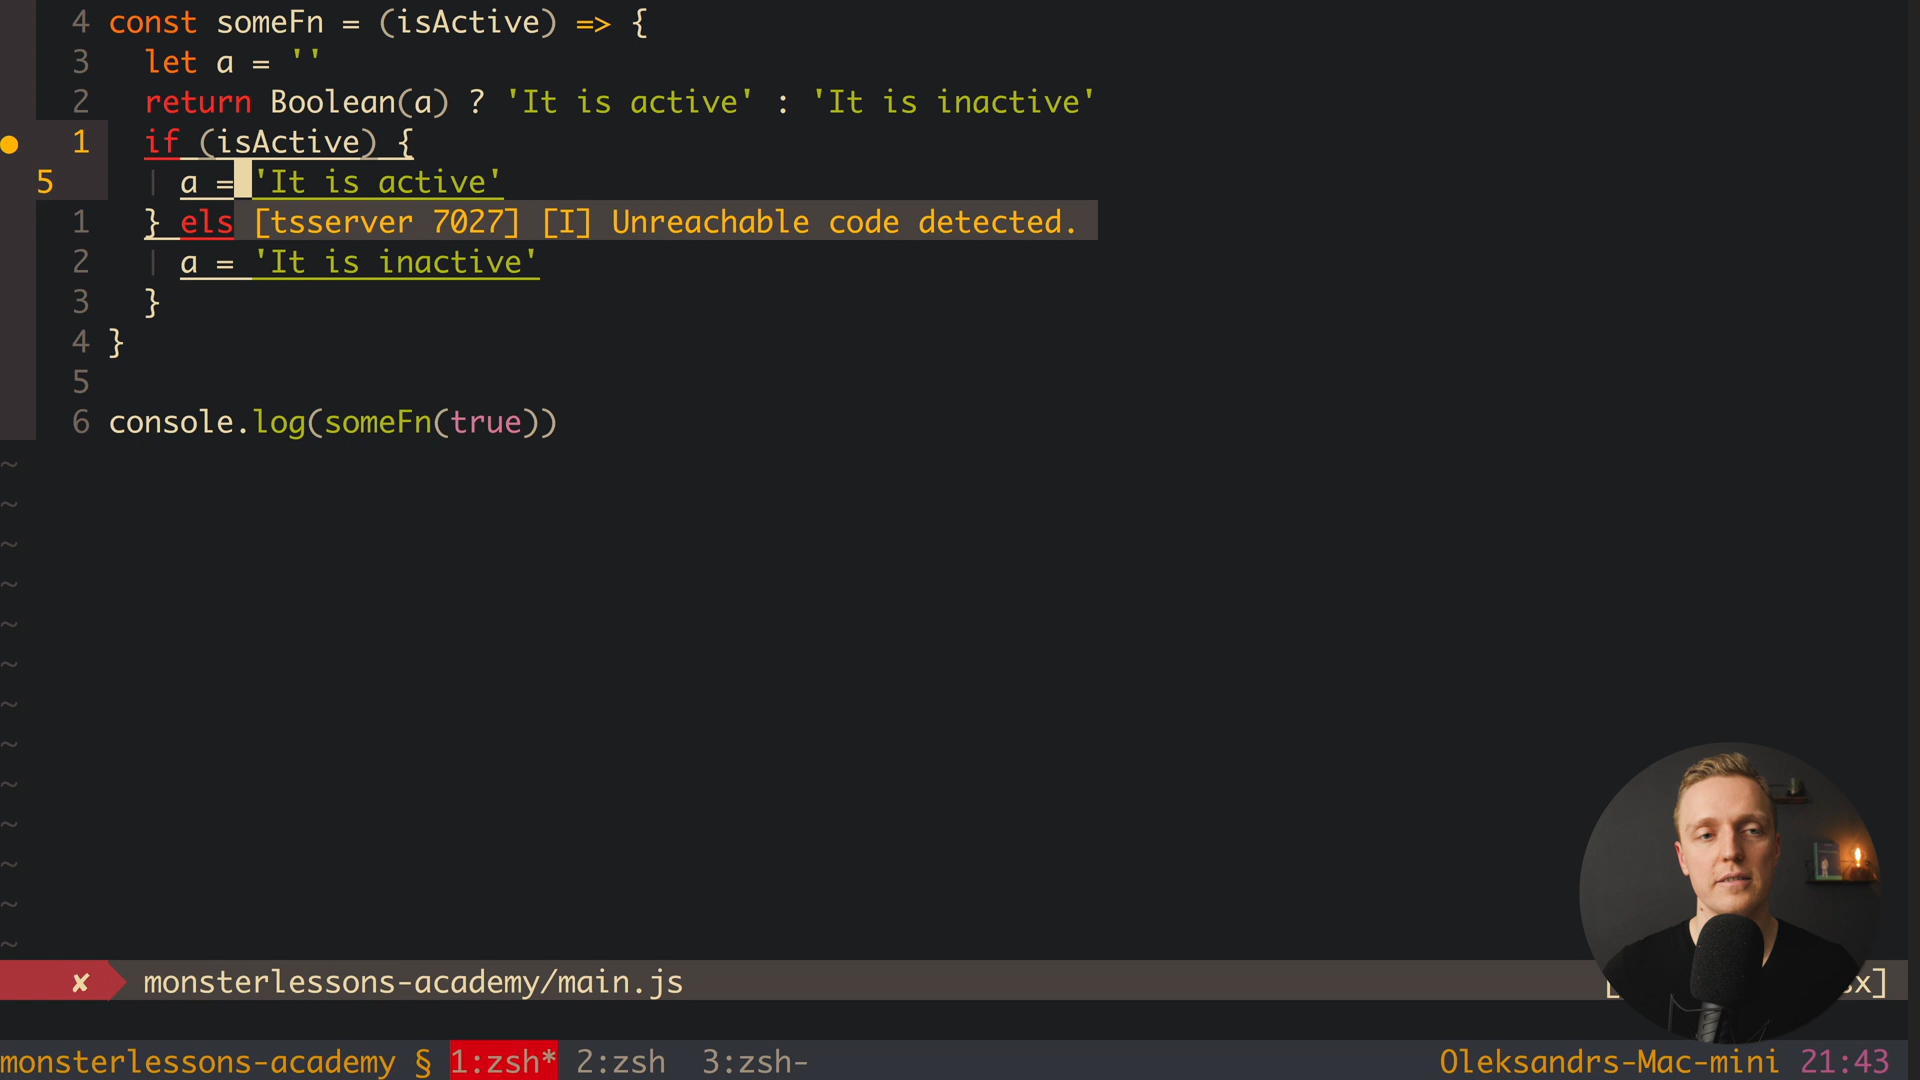 4 const someFn = (isActive) => {
3 let a = ''
2 return Boolean(a) ? 'It is active' : 'It is inactive'
1 if (isActive) {
5 | a = 'It is active'
1 } els [tsserver 7027] [I] Unreachable code detected.
2 | a = 'It is inactive'
3 }
4 }
5
6 console.log(someFn(true))
~
~
~
~
~
~
~
~
~
~
~
~
~
✘ monsterlessons-academy/main.js [ x]
monsterlessons-academy § 1:zsh* 2:zsh 3:zsh- Oleksandrs-Mac-mini 21:43